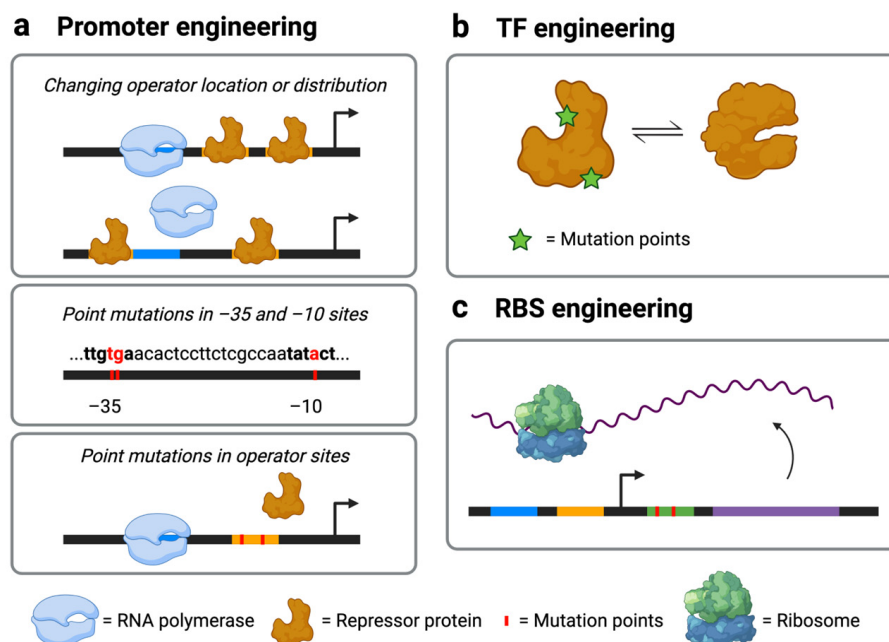 a Promoter engineering
Changing operator location or distribution
Point mutations in −35 and −10 sites
...ttgtgaacactccttctcgccaatatact...
−35 −10
Point mutations in operator sites
b TF engineering
= Mutation points
c RBS engineering
= RNA polymerase = Repressor protein = Mutation points = Ribosome